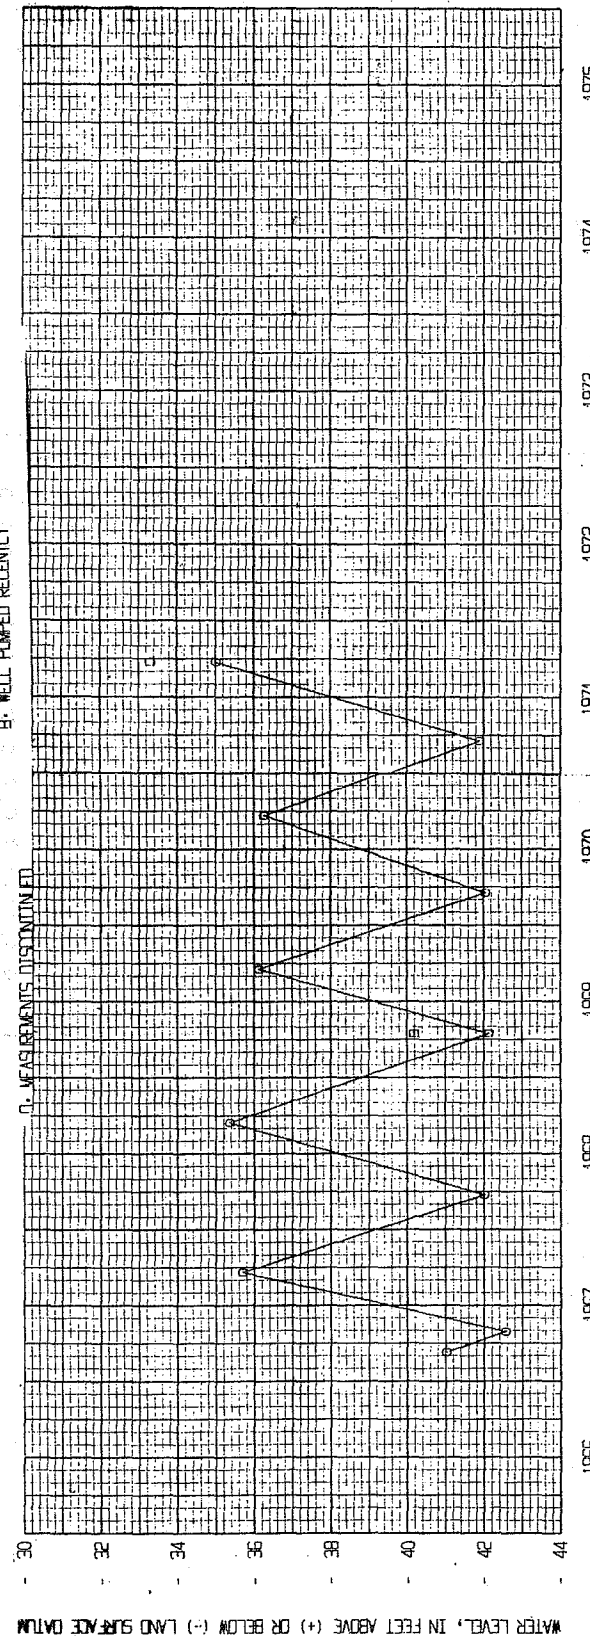 B. WELL PUMPED RECENTLY
D. MEASUREMENTS DISCONTINUED
WATER LEVEL, IN FEET ABOVE (+) OR BELOW (-) LAND SURFACE DATUM
- 30
- 32
- 34
- 36
- 38
- 40
- 42
- 44
1966 1967 1968 1969 1970 1971 1972 1973 1974 1975